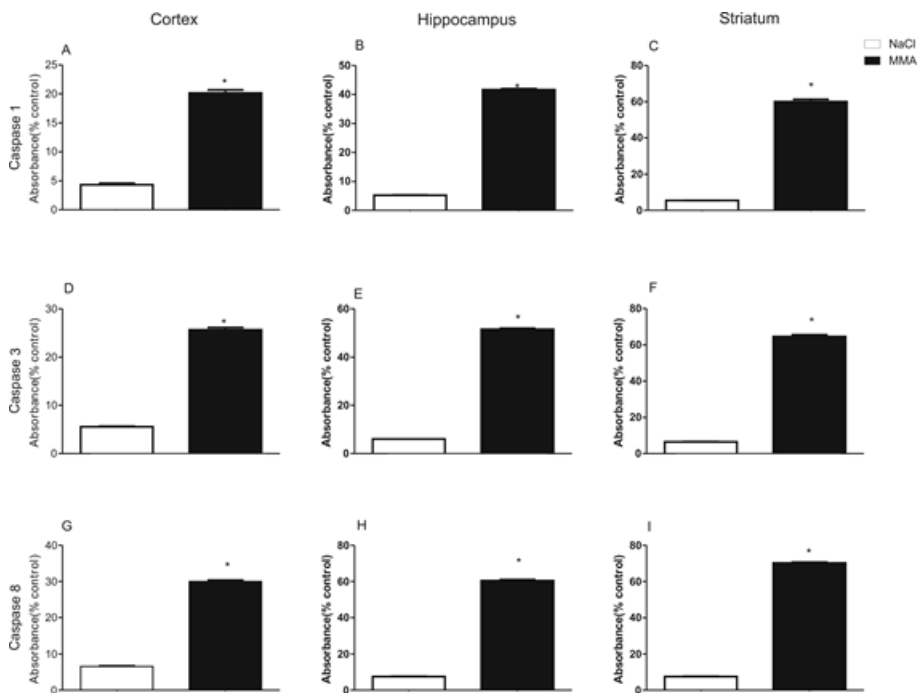 Cortex
Hippocampus
Striatum
NaCl
MMA
A
Caspase 1
Absorbance(% control)
25
20
15
10
5
0
*
B
Absorbance(% control)
50
40
30
20
10
0
*
C
Absorbance(% control)
80
60
40
20
0
*
D
Caspase 3
Absorbance(% control)
30
20
10
0
*
E
Absorbance(% control)
60
40
20
0
*
F
Absorbance(% control)
80
60
40
20
0
*
G
Caspase 8
Absorbance(% control)
40
30
20
10
0
*
H
Absorbance(% control)
80
60
40
20
0
*
I
Absorbance(% control)
80
60
40
20
0
*